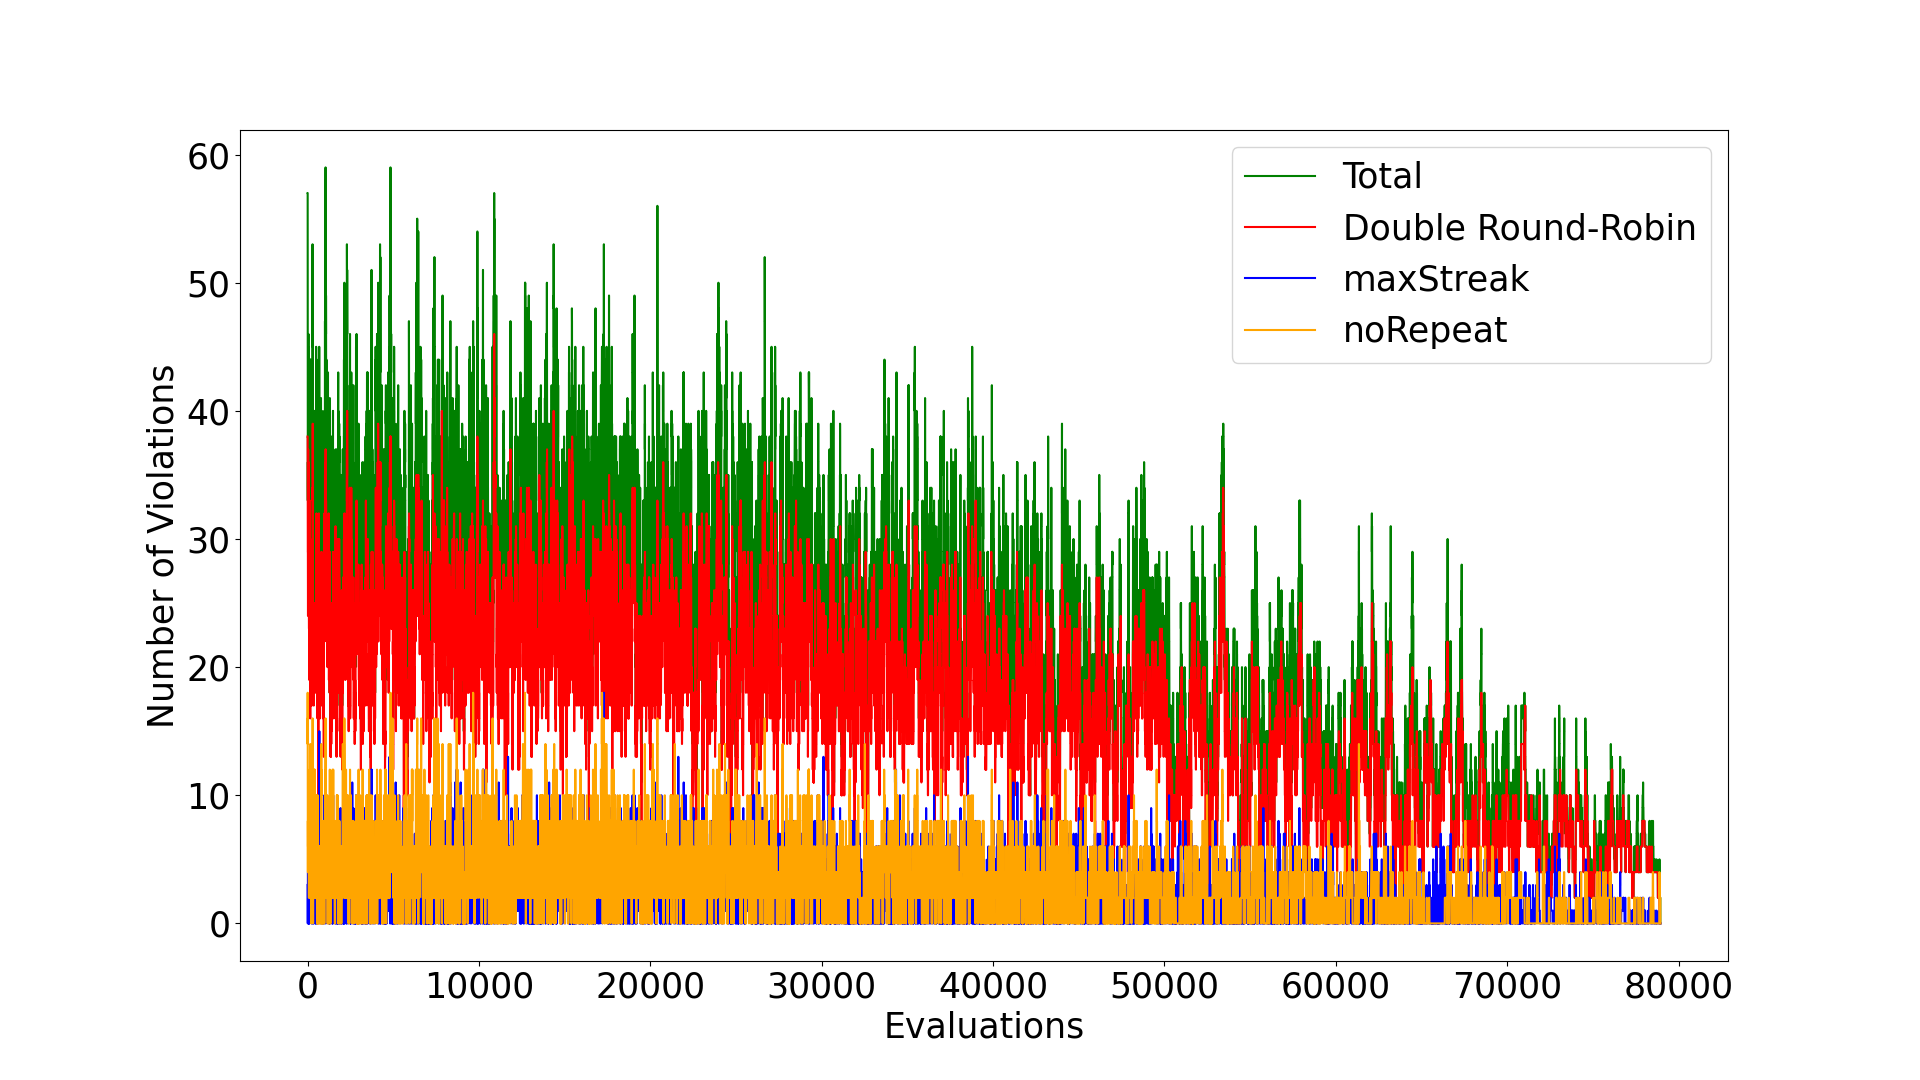 60
50
40
30
20
10
0
Number of Violations
Total
Double Round-Robin
maxStreak
noRepeat
0 10000 20000 30000 40000 50000 60000 70000 80000
Evaluations